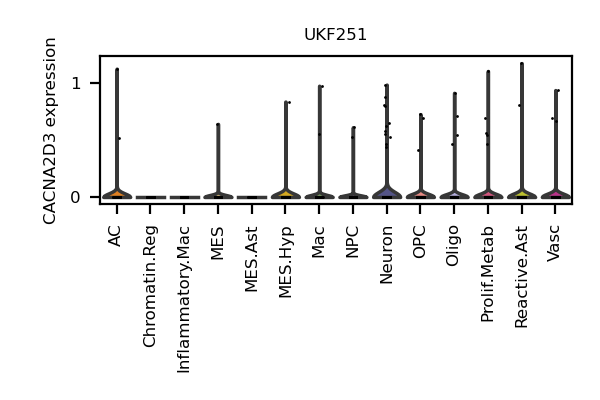 UKF251
CACNA2D3 expression
1
0
AC
Chromatin.Reg
Inflammatory.Mac
MES
MES.Ast
MES.Hyp
Mac
NPC
Neuron
OPC
Oligo
Prolif.Metab
Reactive.Ast
Vasc